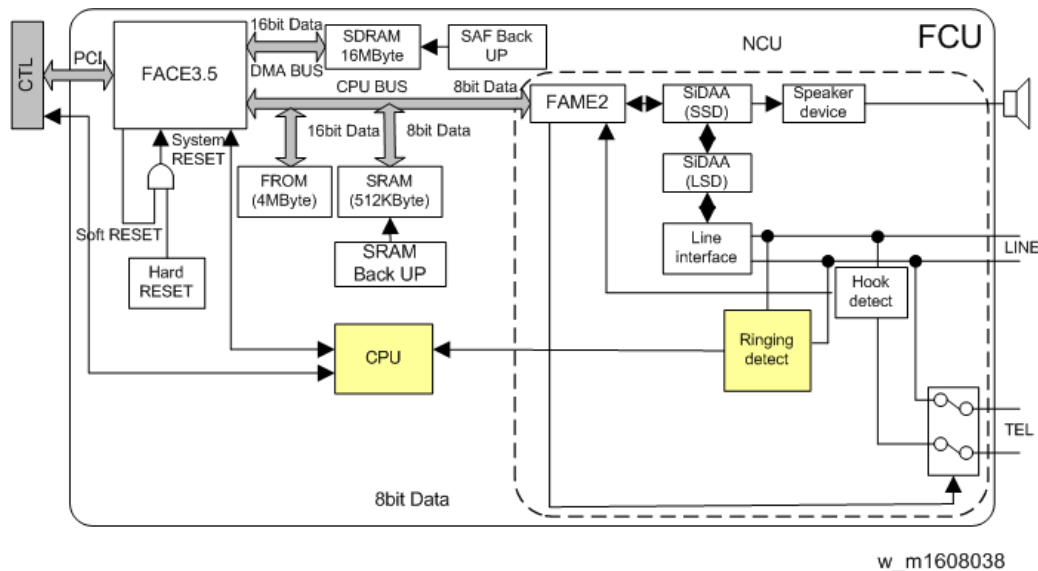 FCU
NCU
16bit Data
SDRAM
16MByte
SAF Back
UP
CTL
PCI
FACE3.5
DMA BUS
CPU BUS
8bit Data
FAME2
SiDAA
(SSD)
Speaker
device
16bit Data
8bit Data
System
RESET
FROM
(4MByte)
SRAM
(512KByte)
SiDAA
(LSD)
Soft RESET
Line
interface
LINE
Hard
RESET
SRAM
Back UP
Hook
detect
CPU
Ringing
detect
TEL
8bit Data
w_m1608038